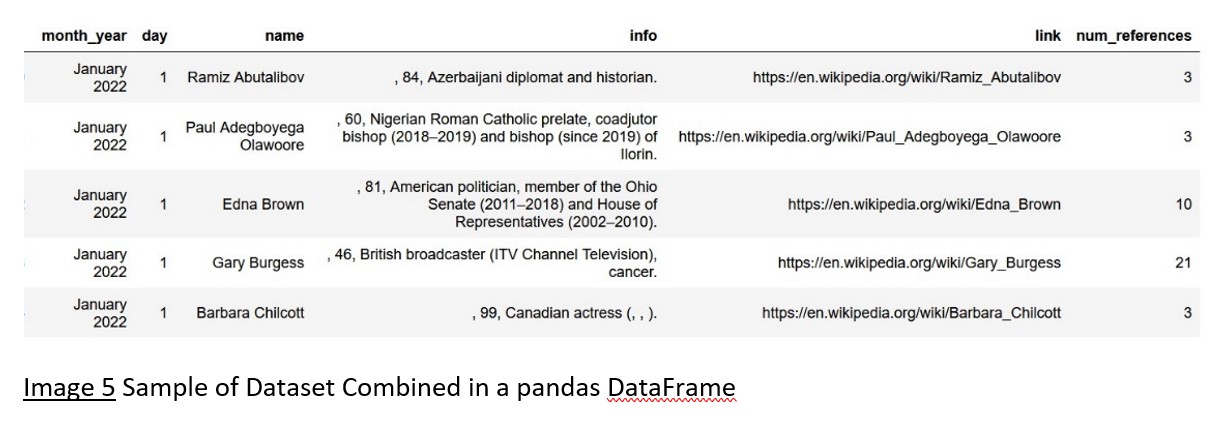 month_year day name info link num_references
January 2022 1 Ramiz Abutalibov , 84, Azerbaijani diplomat and historian. https://en.wikipedia.org/wiki/Ramiz_Abutalibov 3
January 2022 1 Paul Adegboyega Olawoore , 60, Nigerian Roman Catholic prelate, coadjutor bishop (2018–2019) and bishop (since 2019) of Ilorin. https://en.wikipedia.org/wiki/Paul_Adegboyega_Olawoore 3
January 2022 1 Edna Brown , 81, American politician, member of the Ohio Senate (2011–2018) and House of Representatives (2002–2010). https://en.wikipedia.org/wiki/Edna_Brown 10
January 2022 1 Gary Burgess , 46, British broadcaster (ITV Channel Television), cancer. https://en.wikipedia.org/wiki/Gary_Burgess 21
January 2022 1 Barbara Chilcott , 99, Canadian actress (, , ). https://en.wikipedia.org/wiki/Barbara_Chilcott 3
Image 5 Sample of Dataset Combined in a pandas DataFrame